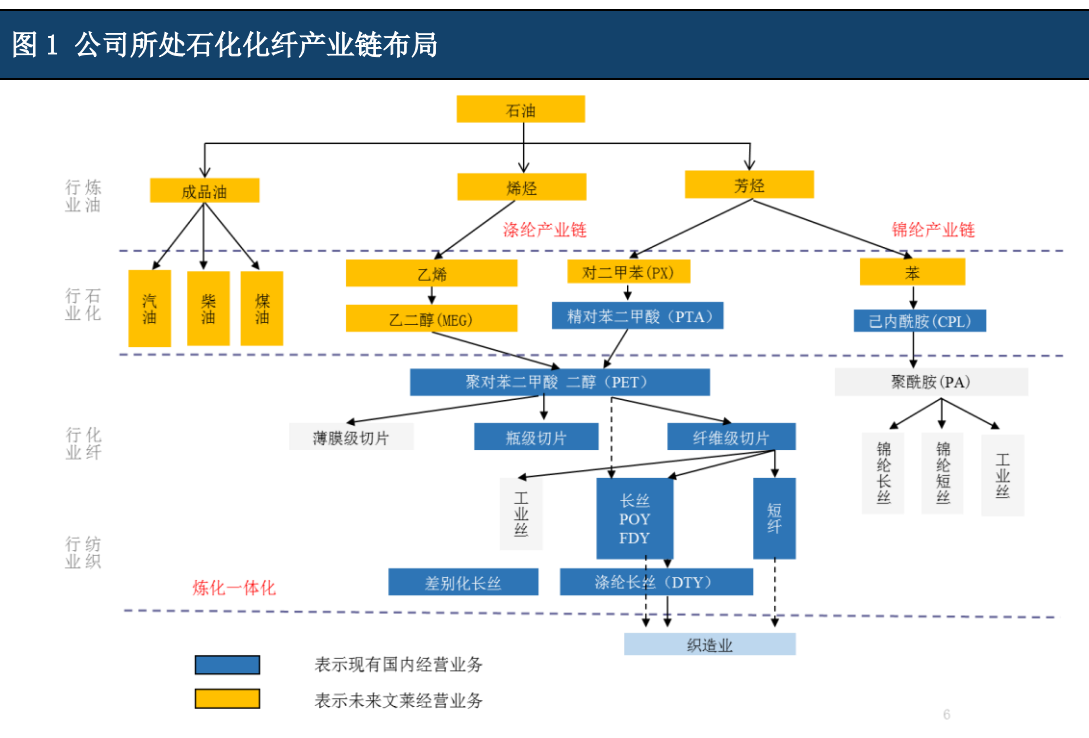 图 1 公司所处石化化纤产业链布局
石油
炼油
行业
成品油
烯烃
芳烃
涤纶产业链
锦纶产业链
石化
行业
汽油
柴油
煤油
乙烯
对二甲苯(PX)
苯
乙二醇(MEG)
精对苯二甲酸（PTA）
己内酰胺(CPL)
聚对苯二甲酸 二醇（PET）
聚酰胺(PA)
化纤
行业
薄膜级切片
瓶级切片
纤维级切片
锦纶长丝
锦纶短丝
工业丝
工业丝
长丝
POY
FDY
短纤
纺织
行业
炼化一体化
差别化长丝
涤纶长丝（DTY）
织造业
表示现有国内经营业务
表示未来文莱经营业务
6